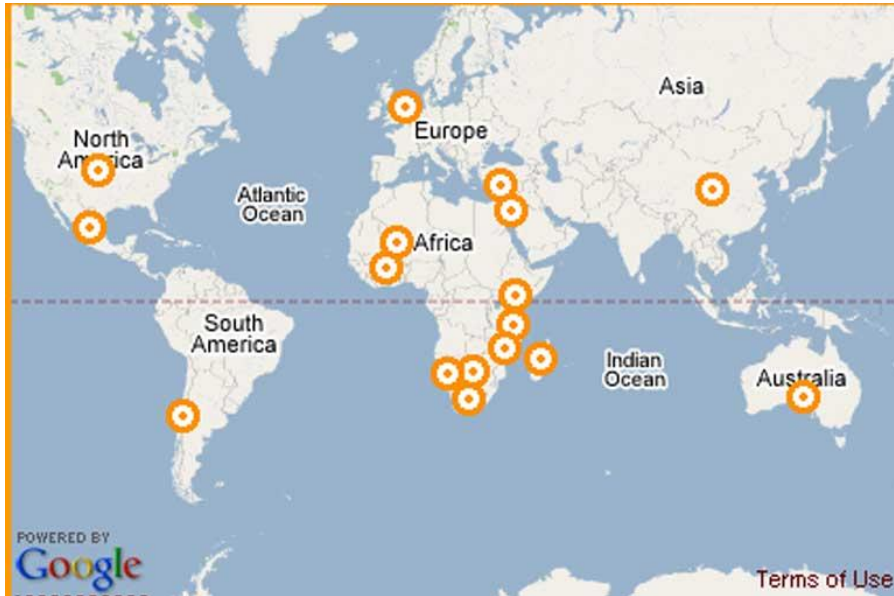 Asia
Europe
North
America
Atlantic
Ocean
Africa
South
America
Indian
Ocean
Australia
POWERED BY
Google
Terms of Use